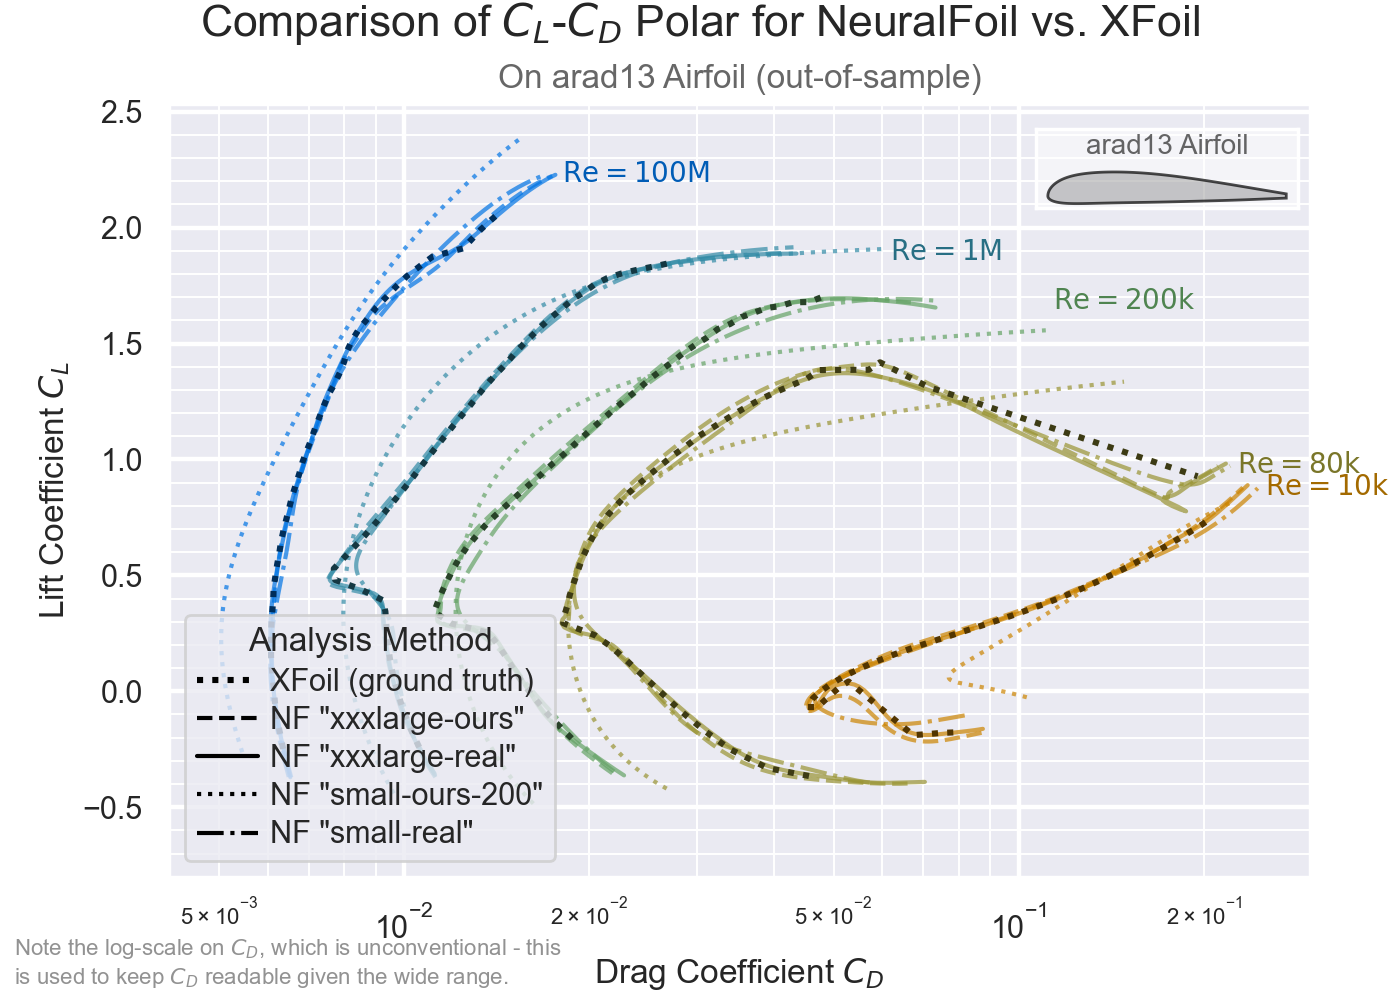 Comparison of C_L-C_D Polar for NeuralFoil vs. XFoil
On arad13 Airfoil (out-of-sample)
arad13 Airfoil
Re = 100M
Re = 1M
Re = 200k
Re = 80k
Re = 10k
Lift Coefficient C_L
2.5
2.0
1.5
1.0
0.5
0.0
−0.5
Analysis Method
XFoil (ground truth)
NF "xxxlarge-ours"
NF "xxxlarge-real"
NF "small-ours-200"
NF "small-real"
5 × 10⁻³
10⁻²
2 × 10⁻²
5 × 10⁻²
10⁻¹
2 × 10⁻¹
Drag Coefficient C_D
Note the log-scale on C_D, which is unconventional - this
is used to keep C_D readable given the wide range.